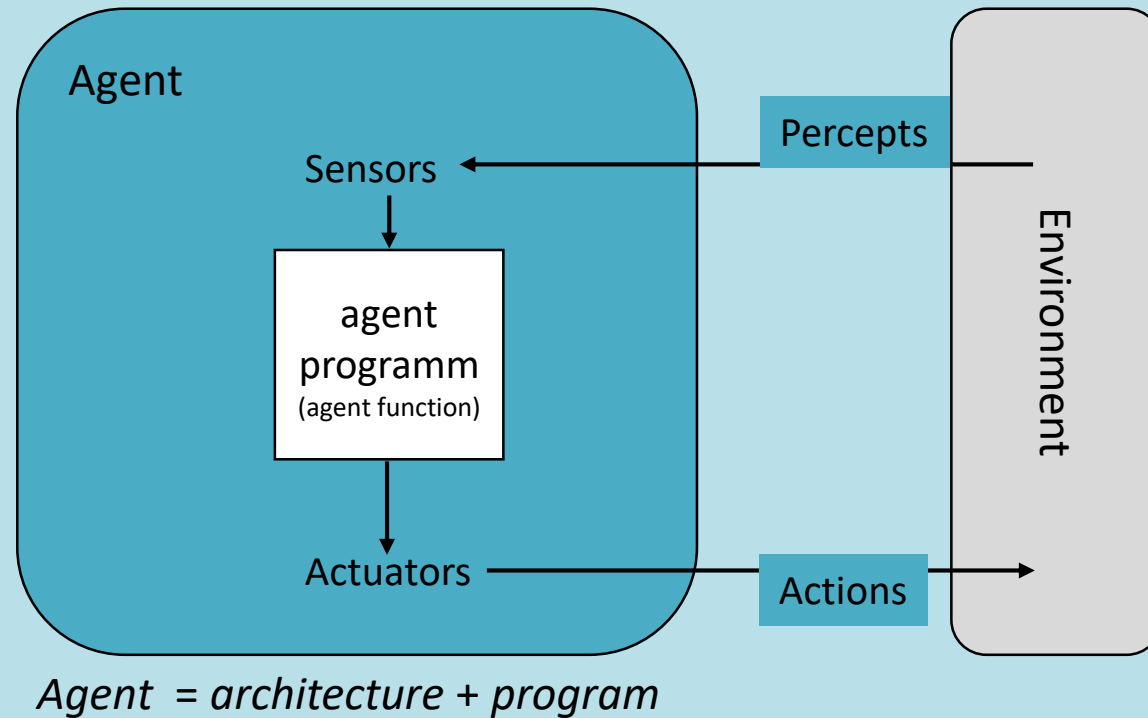 Agent
Percepts
Sensors
agent
programm
(agent function)
Environment
Actuators
Actions
Agent = architecture + program